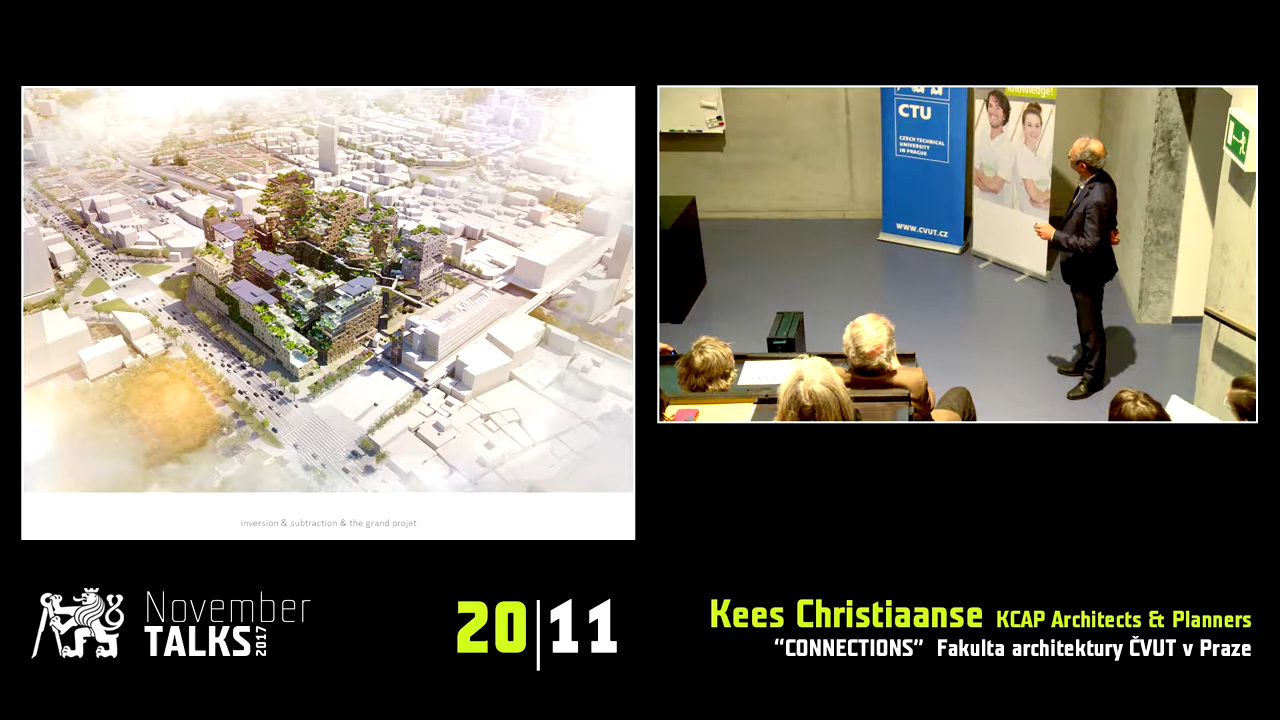 inversion & subtraction & the grand projet
knowledge!
CTU
CZECH TECHNICAL
UNIVERSITY
IN PRAGUE
WWW.CVUT.CZ
November
TALKS 2017
20|11
Kees Christiaanse KCAP Architects & Planners
“CONNECTIONS” Fakulta architektury ČVUT v Praze